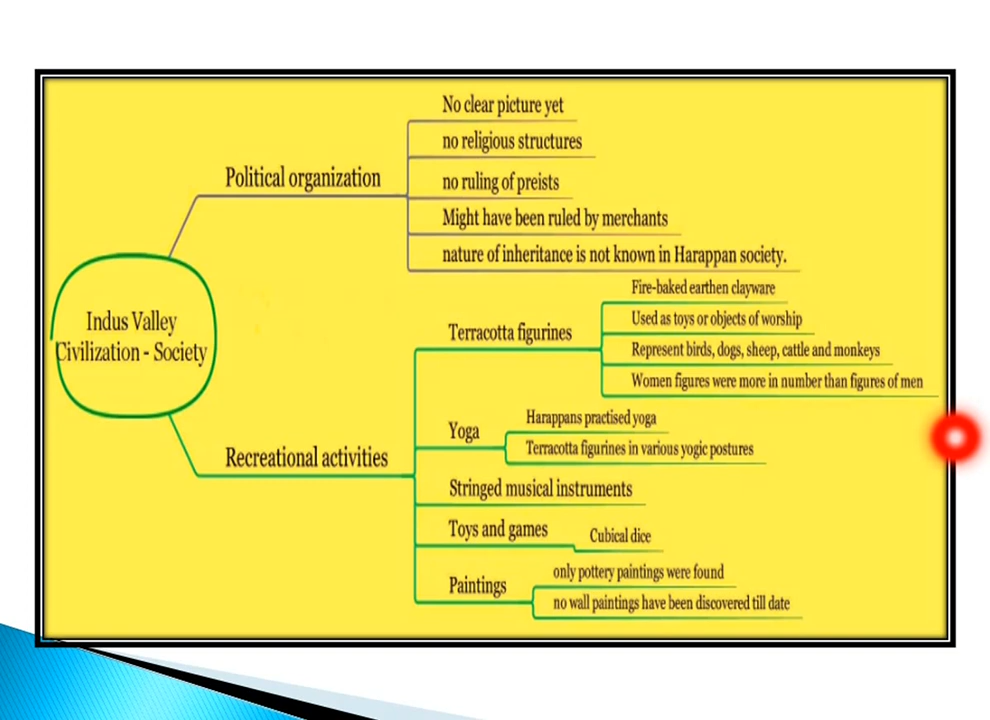 No clear picture yet
no religious structures
Political organization
no ruling of preists
Might have been ruled by merchants
nature of inheritance is not known in Harappan society.
Indus Valley
Civilization - Society
Fire-baked earthen clayware
Terracotta figurines
Used as toys or objects of worship
Represent birds, dogs, sheep, cattle and monkeys
Women figures were more in number than figures of men
Recreational activities
Yoga
Harappans practised yoga
Terracotta figurines in various yogic postures
Stringed musical instruments
Toys and games
Cubical dice
Paintings
only pottery paintings were found
no wall paintings have been discovered till date